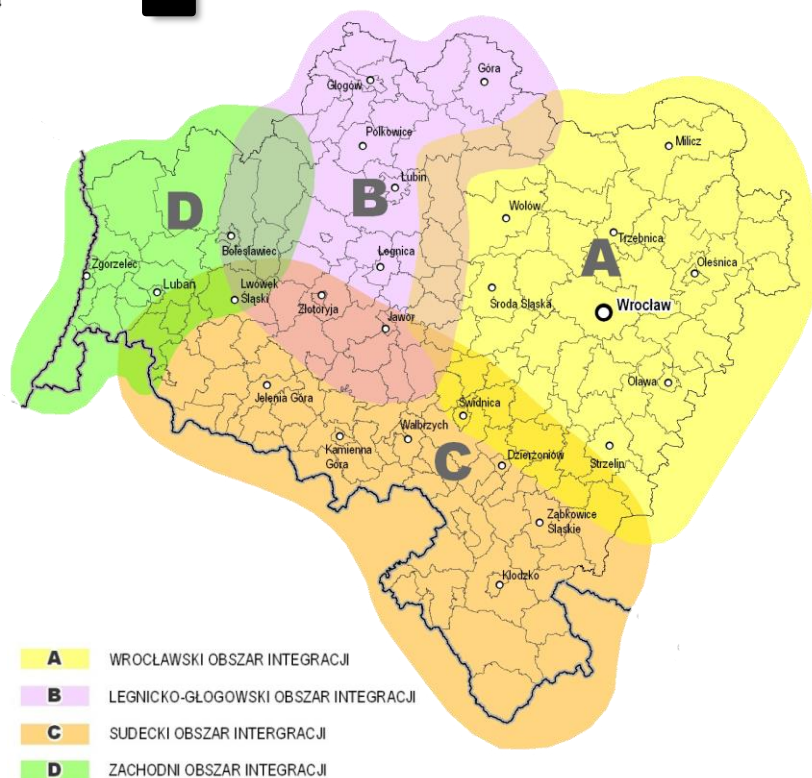 Głogów
Góra
Polkowice
Milicz
Lubin
B
D
Wołów
Trzebnica
Bolesławiec
Legnica
A
Oleśnica
Zgorzelec
Lubań
Lwówek
Śląski
Złotoryja
Środa Śląska
Wrocław
Jawor
Jelenia Góra
Oława
Świdnica
Wałbrzych
Kamienna
Góra
C
Dzierżoniów
Strzelin
Ząbkowice
Śląskie
Kłodzko
A WROCŁAWSKI OBSZAR INTEGRACJI
B LEGNICKO-GŁOGOWSKI OBSZAR INTEGRACJI
C SUDECKI OBSZAR INTERGRACJI
D ZACHODNI OBSZAR INTEGRACJI